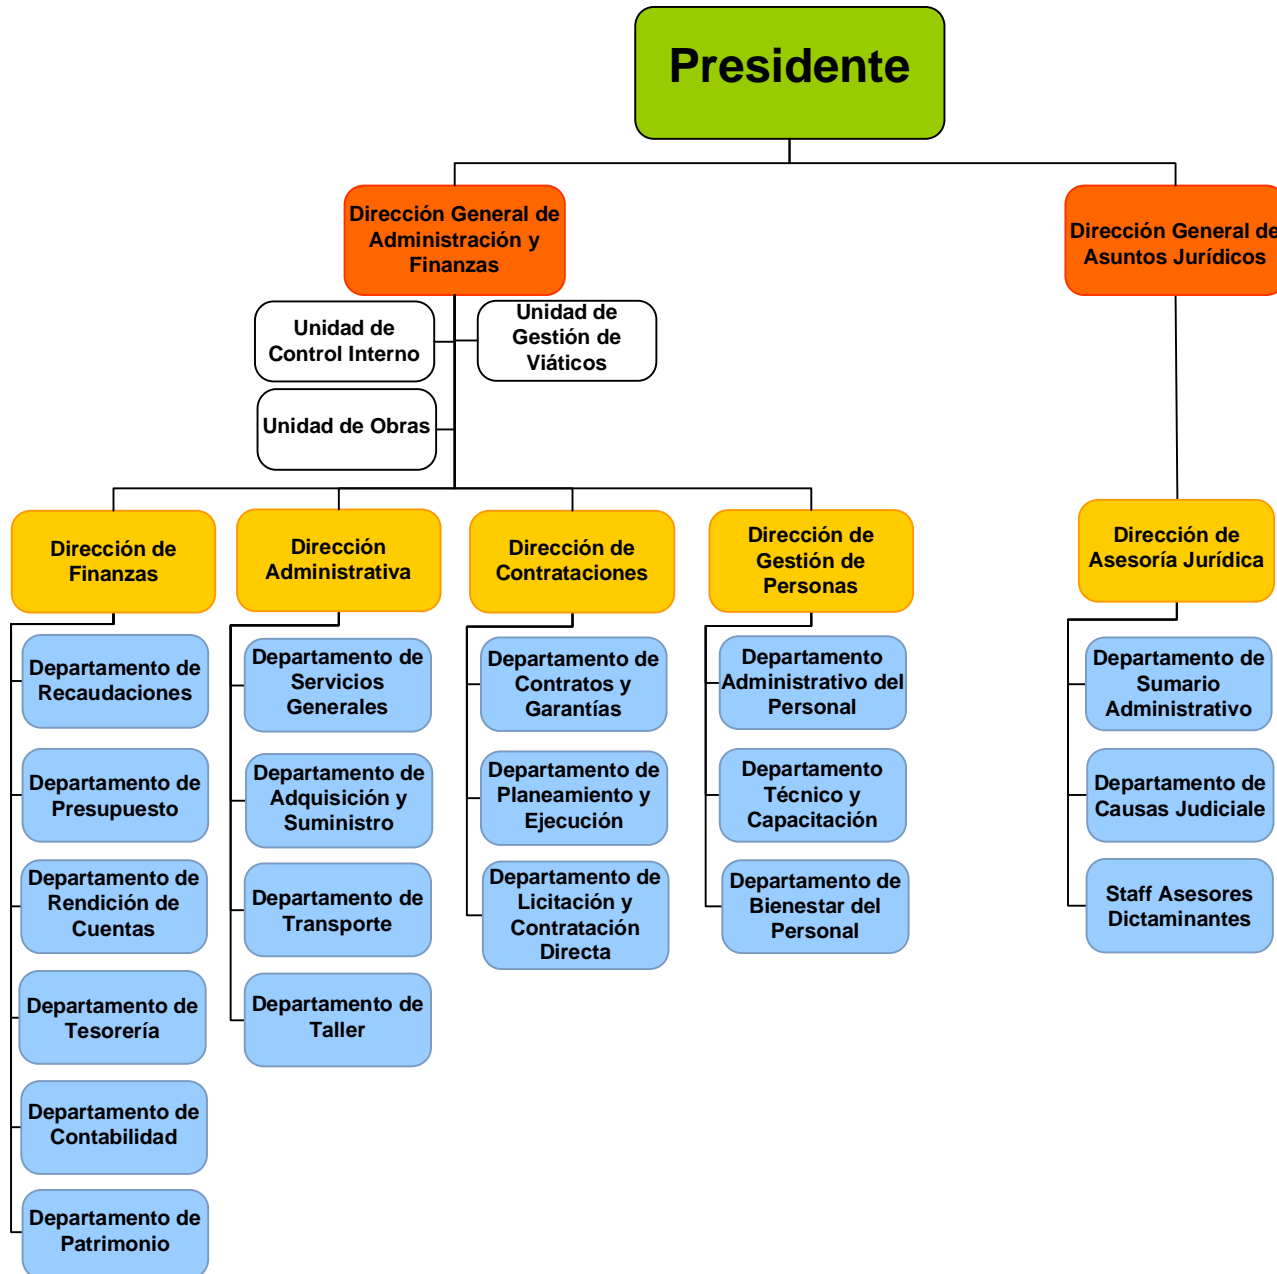 Presidente
Dirección General de
Administración y
Finanzas
Dirección General de
Asuntos Jurídicos
Unidad de
Control Interno
Unidad de
Gestión de
Viáticos
Unidad de Obras
Dirección de
Finanzas
Dirección
Administrativa
Dirección de
Contrataciones
Dirección de
Gestión de
Personas
Dirección de
Asesoría Jurídica
Departamento de
Recaudaciones
Departamento de
Presupuesto
Departamento de
Rendición de
Cuentas
Departamento de
Tesorería
Departamento de
Contabilidad
Departamento de
Patrimonio
Departamento de
Servicios
Generales
Departamento de
Adquisición y
Suministro
Departamento de
Transporte
Departamento de
Taller
Departamento de
Contratos y
Garantías
Departamento de
Planeamiento y
Ejecución
Departamento de
Licitación y
Contratación
Directa
Departamento
Administrativo del
Personal
Departamento
Técnico y
Capacitación
Departamento de
Bienestar del
Personal
Departamento de
Sumario
Administrativo
Departamento de
Causas Judiciale
Staff Asesores
Dictaminantes